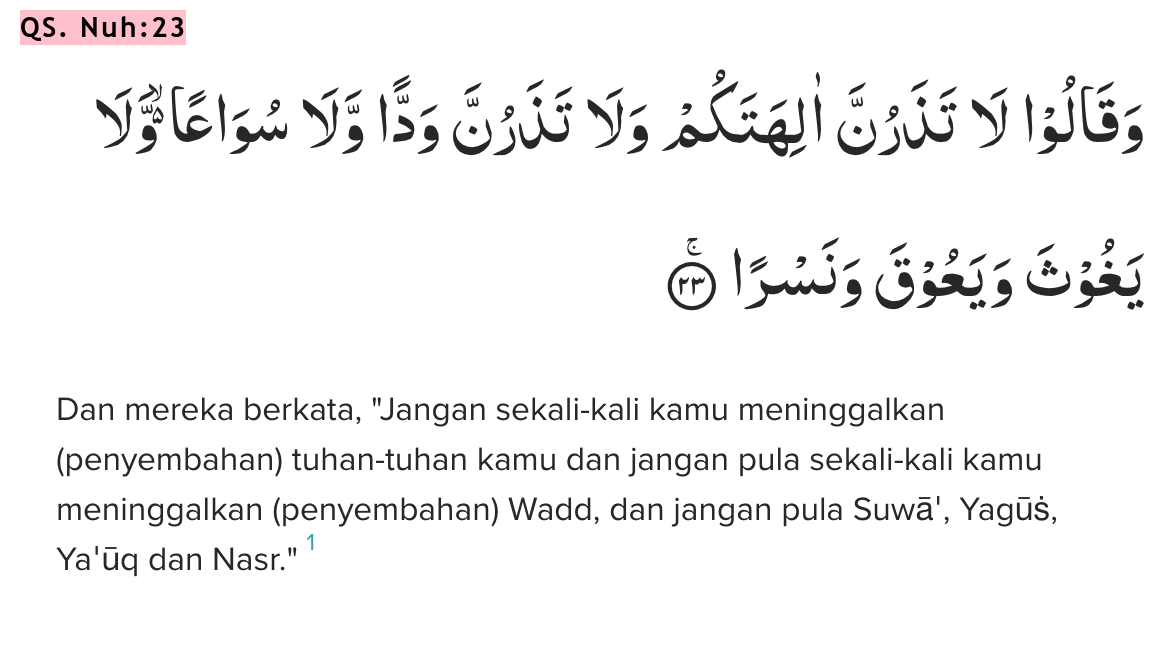 QS. Nuh:23
وَقَالُوْا لَا تَذَرُنَّ اٰلِهَتَكُمْ وَلَا تَذَرُنَّ وَدًّا وَّلَا سُوَاعًا ەۙ وَّلَا
يَغُوْثَ وَيَعُوْقَ وَنَسْرًاۚ ٢٣
Dan mereka berkata, "Jangan sekali-kali kamu meninggalkan
(penyembahan) tuhan-tuhan kamu dan jangan pula sekali-kali kamu
meninggalkan (penyembahan) Wadd, dan jangan pula Suwā', Yagūṡ,
Ya'ūq dan Nasr." 1